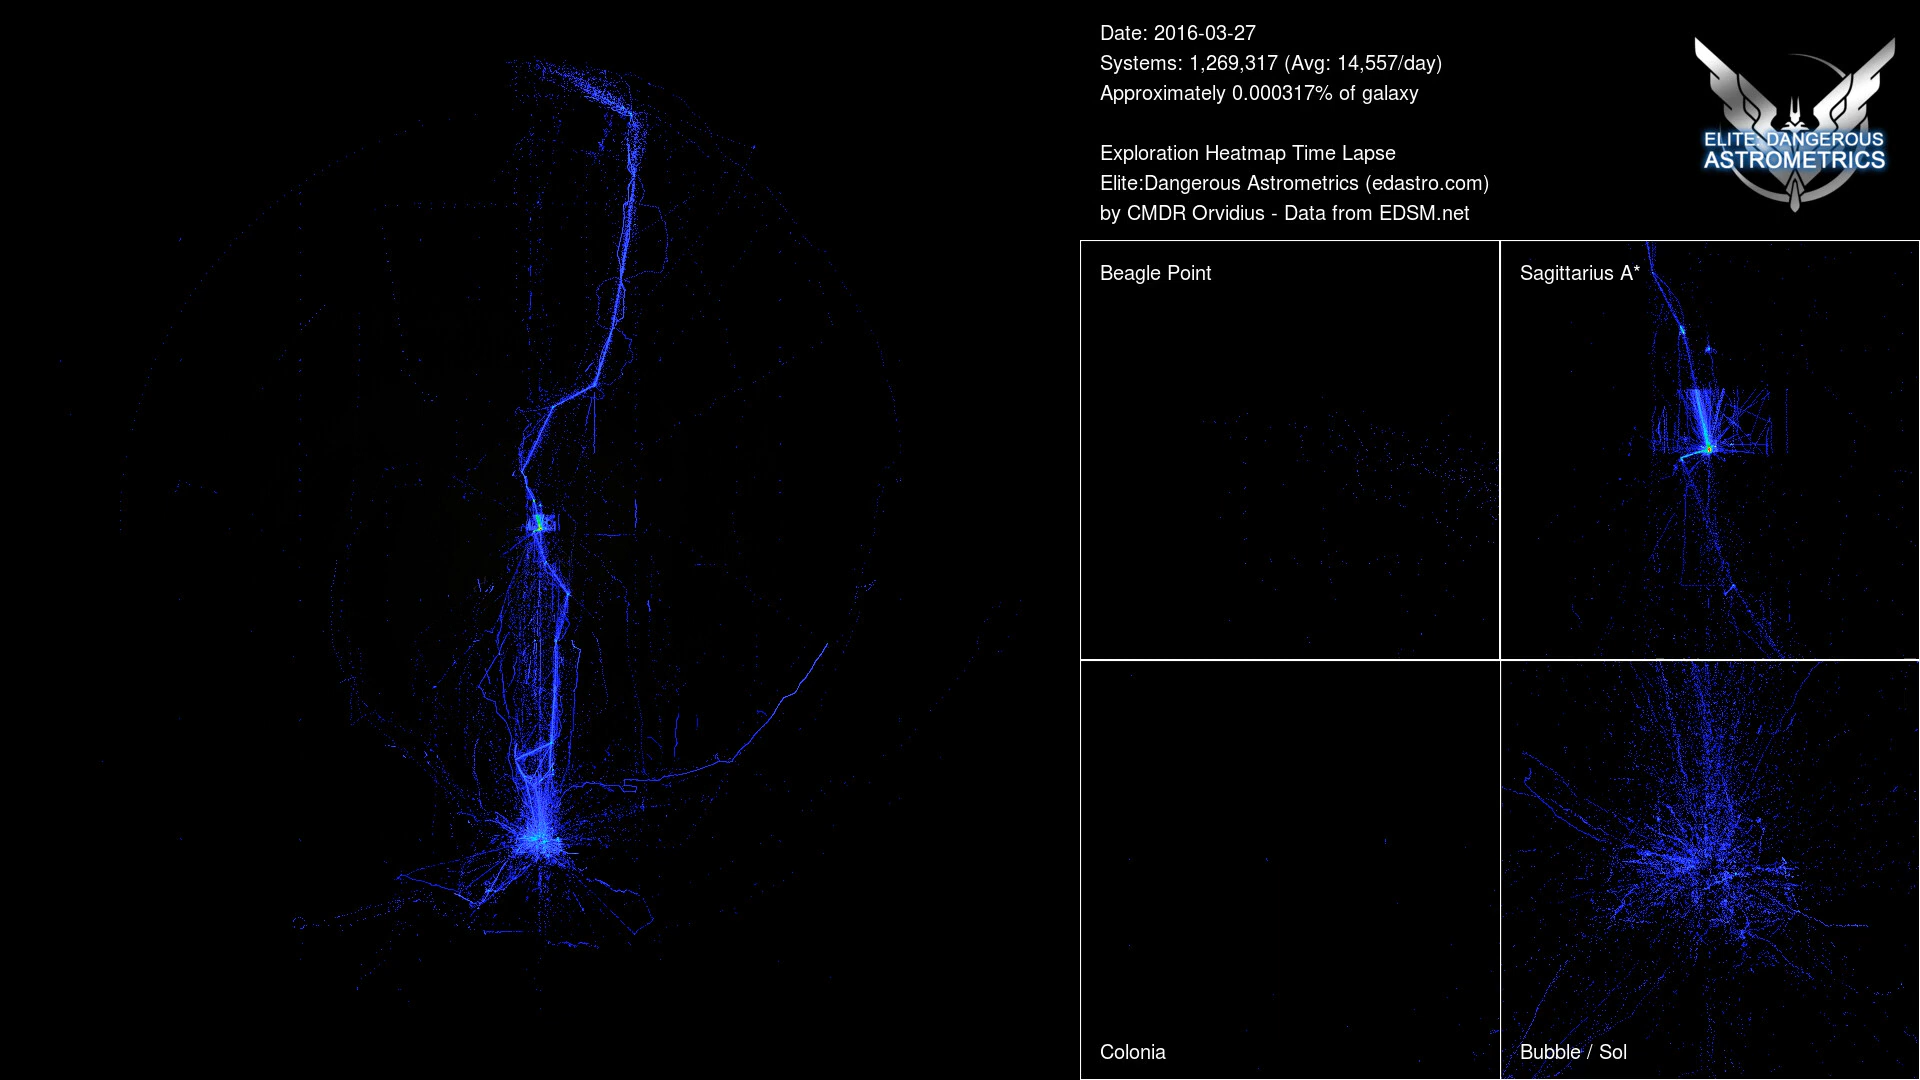 Date: 2016-03-27
Systems: 1,269,317 (Avg: 14,557/day)
Approximately 0.000317% of galaxy
Exploration Heatmap Time Lapse
Elite:Dangerous Astrometrics (edastro.com)
by CMDR Orvidius - Data from EDSM.net
ELITE: DANGEROUS
ASTROMETRICS
Beagle Point
Sagittarius A*
Colonia
Bubble / Sol